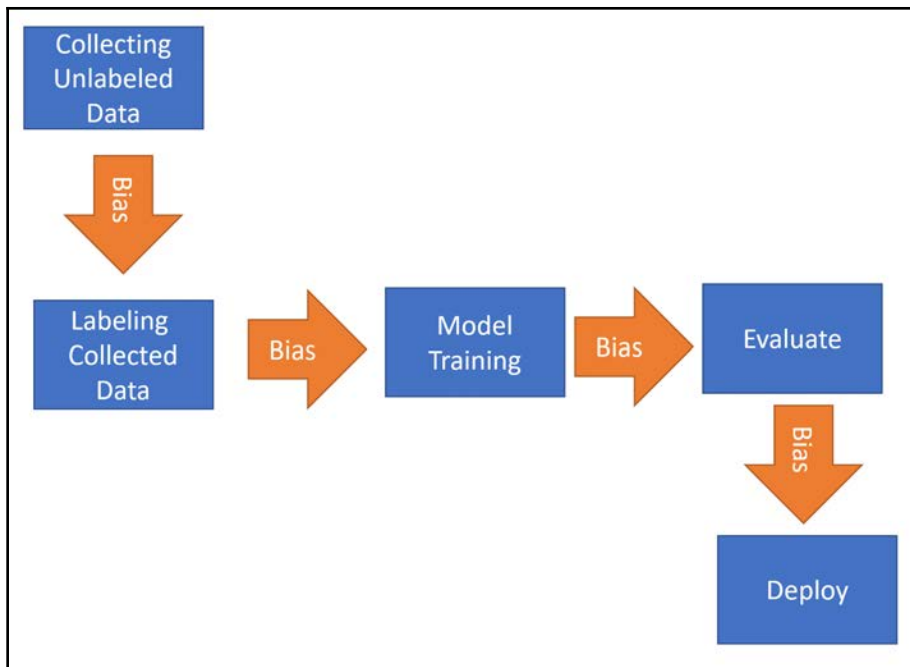 Collecting
Unlabeled
Data
Bias
Labeling
Collected
Data
Bias
Model
Training
Bias
Evaluate
Bias
Deploy